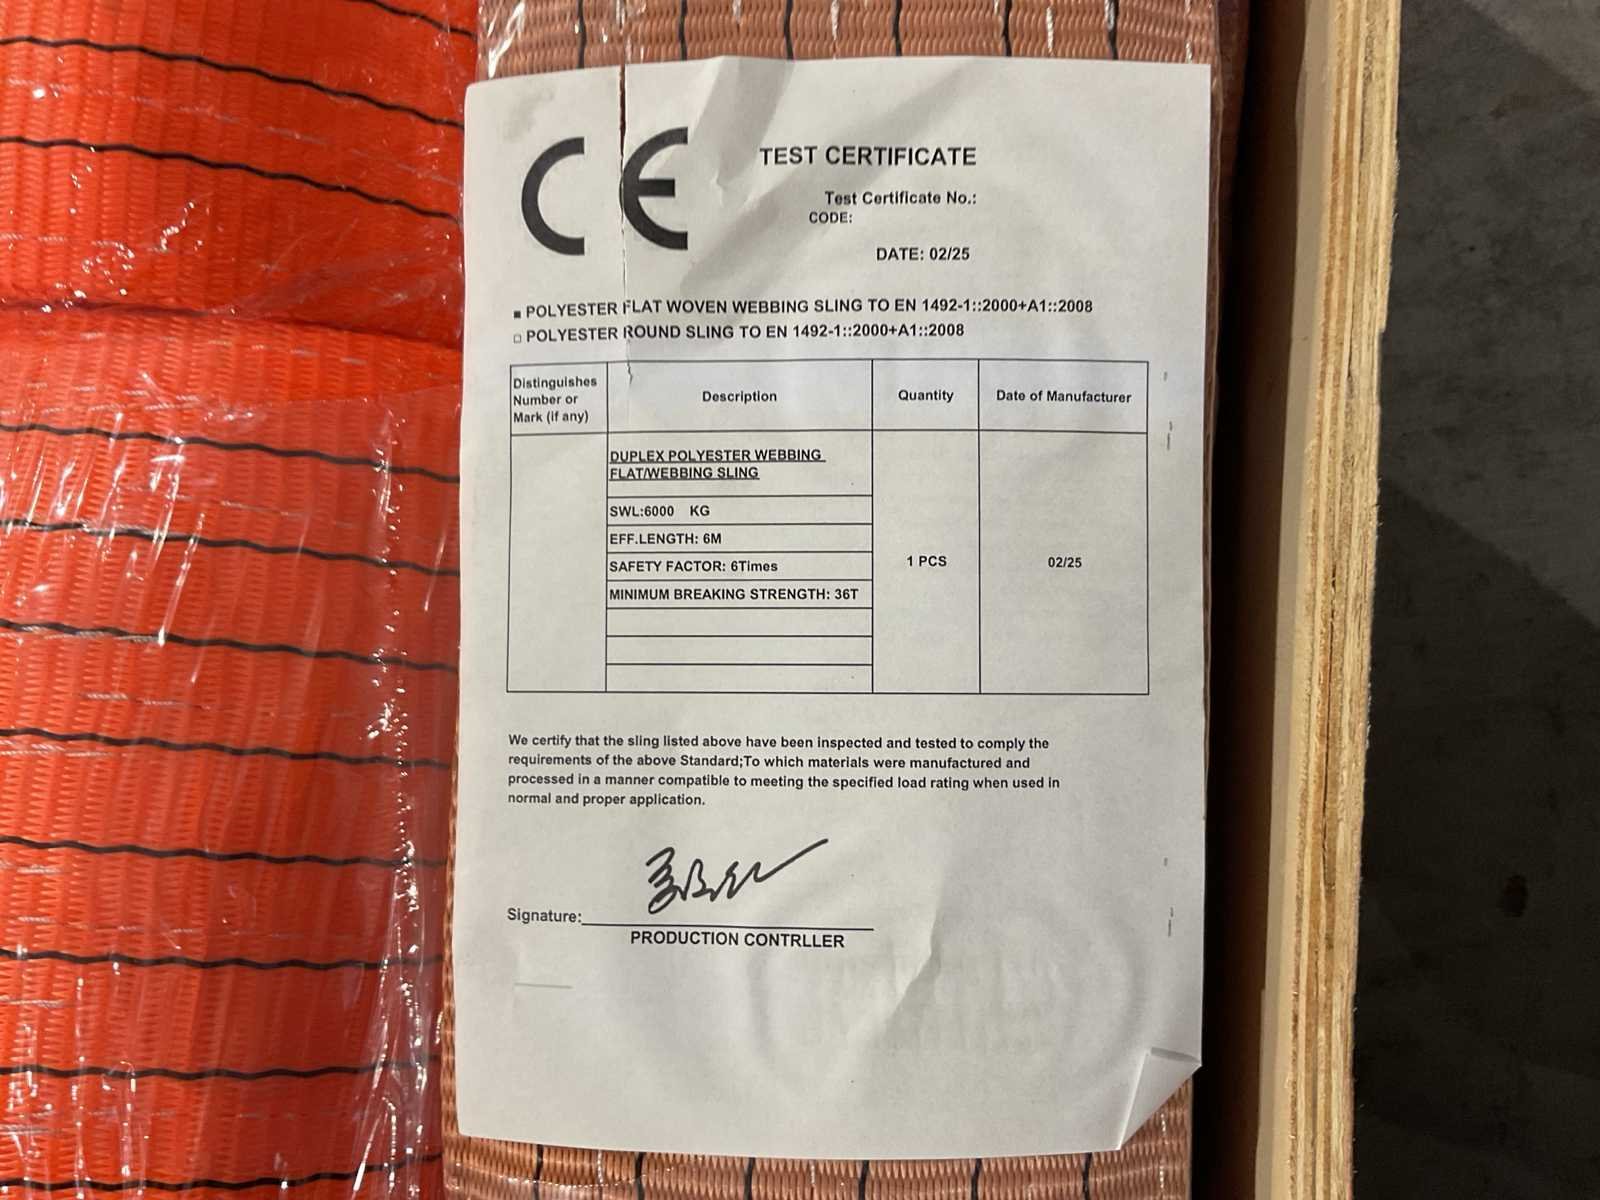 CE
TEST CERTIFICATE
Test Certificate No.:
CODE:
DATE: 02/25
■ POLYESTER FLAT WOVEN WEBBING SLING TO EN 1492-1::2000+A1::2008
□ POLYESTER ROUND SLING TO EN 1492-1::2000+A1::2008
Distinguishes
Number or
Mark (if any)
Description
Quantity
Date of Manufacturer
DUPLEX POLYESTER WEBBING
FLAT/WEBBING SLING
SWL:6000 KG
EFF.LENGTH: 6M
SAFETY FACTOR: 6Times
MINIMUM BREAKING STRENGTH: 36T
1 PCS
02/25
We certify that the sling listed above have been inspected and tested to comply the
requirements of the above Standard;To which materials were manufactured and
processed in a manner compatible to meeting the specified load rating when used in
normal and proper application.
Signature:
PRODUCTION CONTRLLER